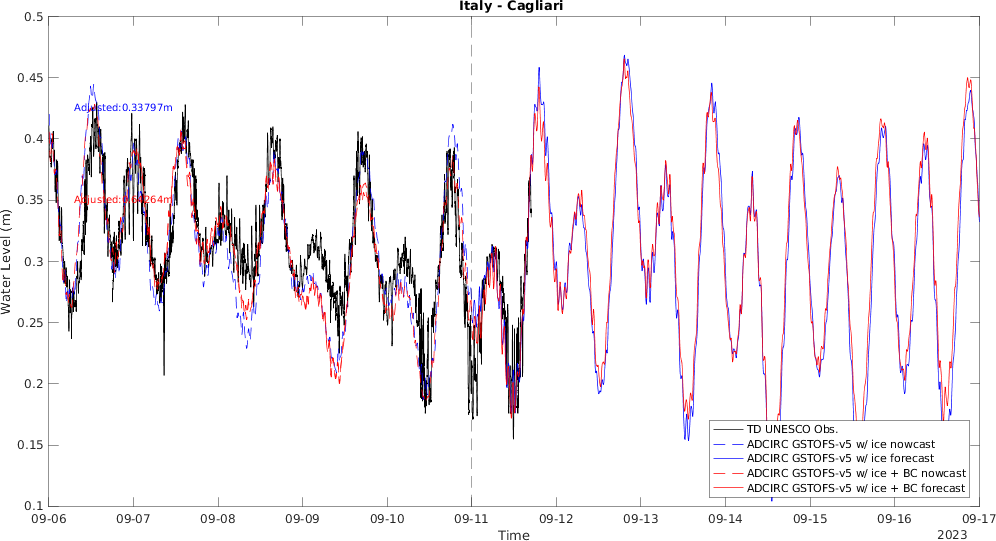 Italy - Cagliari
0.5
0.45
0.4
0.35
0.3
0.25
0.2
0.15
0.1
Water Level (m)
Adjusted:0.33797m
TD UNESCO Obs.
ADCIRC GSTOFS-v5 w/ ice nowcast
ADCIRC GSTOFS-v5 w/ ice forecast
ADCIRC GSTOFS-v5 w/ ice + BC nowcast
ADCIRC GSTOFS-v5 w/ ice + BC forecast
09-06 09-07 09-08 09-09 09-10 09-11 09-12 09-13 09-14 09-15 09-16 09-17
Time
2023